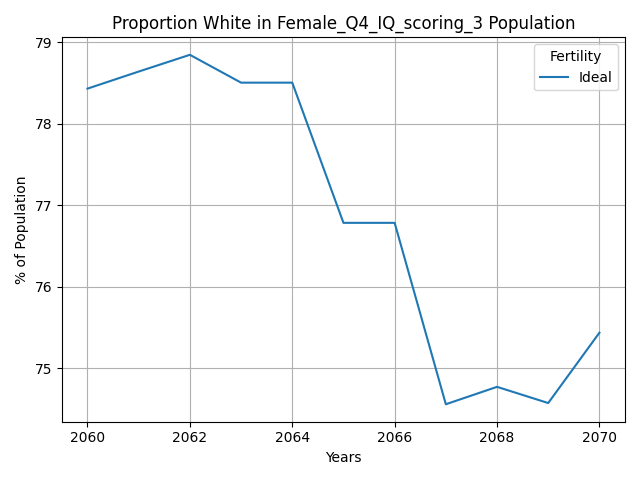 Proportion White in Female_Q4_IQ_scoring_3 Population
Fertility
Ideal
79
78
77
76
75
% of Population
2060 2062 2064 2066 2068 2070
Years